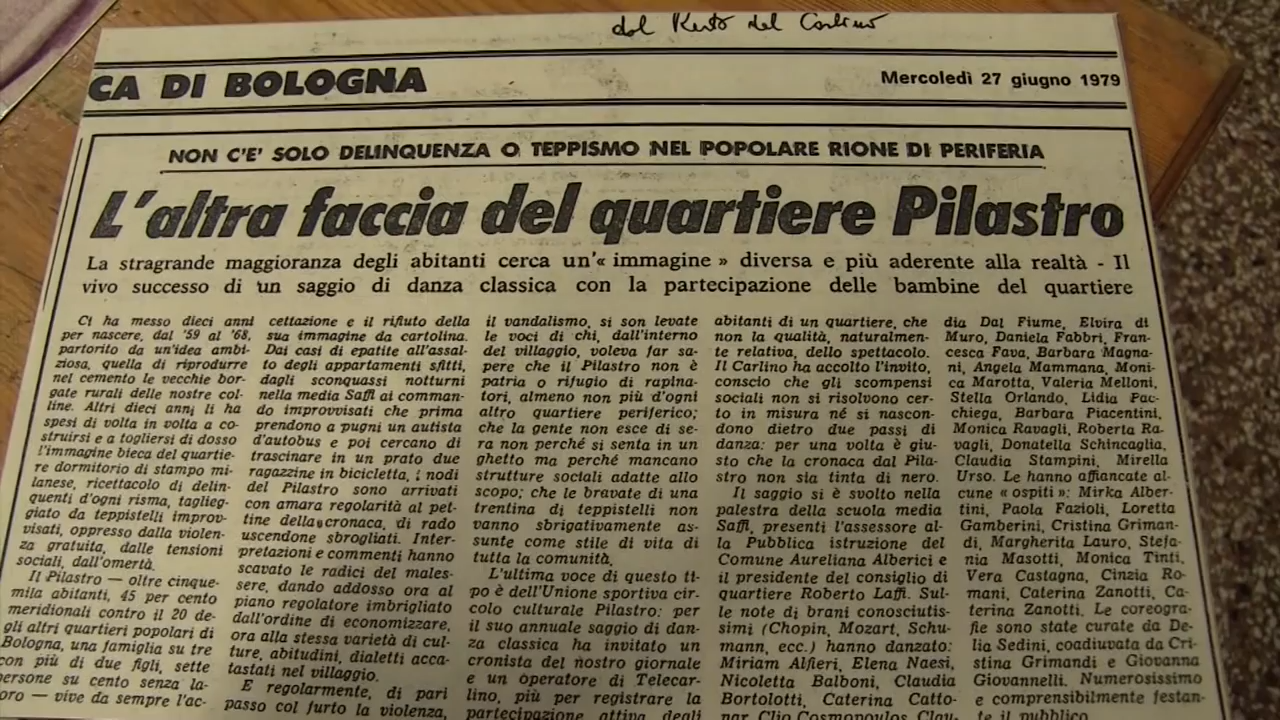 dal Resto del Carlino
CA DI BOLOGNA
Mercoledì 27 giugno 1979
NON C'E' SOLO DELINQUENZA O TEPPISMO NEL POPOLARE RIONE DI PERIFERIA
L'altra faccia del quartiere Pilastro
La stragrande maggioranza degli abitanti cerca un'« immagine » diversa e più aderente alla realtà - Il
vivo successo di un saggio di danza classica con la partecipazione delle bambine del quartiere
Ci ha messo dieci anni
per nascere, dal '59 al '68,
partorito da un'idea ambi-
ziosa, quella di riprodurre
nel cemento le vecchie bor-
gate rurali delle nostre col-
line. Altri dieci anni li ha
spesi di volta in volta a co-
struirsi e a togliersi di dosso
l'immagine bieca del quartie-
re dormitorio di stampo mi-
lanese, ricettacolo di delin-
quenti d'ogni risma, taglieg-
giato da teppistelli improv-
visati, oppresso dalla violen-
za gratuita, dalle tensioni
sociali, dall'omertà.
Il Pilastro — oltre cinque-
mila abitanti, 45 per cento
meridionali contro il 20 de-
gli altri quartieri popolari di
Bologna, una famiglia su tre
con più di due figli, sette
persone su cento senza la-
oro — vive da sempre l'ac-
cettazione e il rifiuto della
sua immagine da cartolina.
Dai casi di epatite all'assal-
to degli appartamenti sfitti,
dagli sconquassi notturni
nella media Saffi ai comman-
do improvvisati che prima
prendono a pugni un autista
d'autobus e poi cercano di
trascinare in un prato due
ragazzine in bicicletta, i nodi
del Pilastro sono arrivati
con amara regolarità al pet-
tine della cronaca, di rado
uscendone sbrogliati. Inter-
pretazioni e commenti hanno
scavato le radici del males-
sere, dando addosso ora al
piano regolatore imbrigliato
dall'ordine di economizzare,
ora alla stessa varietà di cul-
ture, abitudini, dialetti acca-
tastati nel villaggio.
E regolarmente, di pari
passo col furto la violenza,
il vandalismo, si son levate
le voci di chi, dall'interno
del villaggio, voleva far sa-
pere che il Pilastro non è
patria o rifugio di rapina-
tori, almeno non più d'ogni
altro quartiere periferico;
che la gente non esce di se-
ra non perché si senta in un
ghetto ma perché mancano
strutture sociali adatte allo
scopo; che le bravate di una
trentina di teppistelli non
vanno sbrigativamente as-
sunte come stile di vita di
tutta la comunità.
L'ultima voce di questo ti-
po è dell'Unione sportiva cir-
colo culturale Pilastro: per
il suo annuale saggio di dan-
za classica ha invitato un
cronista del nostro giornale
e un operatore di Telecar-
lino, più per registrare la
partecipazione attiva degli
abitanti di un quartiere, che
non la qualità, naturalmen-
te relativa, dello spettacolo.
Il Carlino ha accolto l'invito,
conscio che gli scompensi
sociali non si risolvono cer-
to in misura né si nascon-
dono dietro due passi di
danza: per una volta è giu-
sto che la cronaca dal Pila-
stro non sia tinta di nero.
Il saggio si è svolto nella
palestra della scuola media
Saffi, presenti l'assessore al-
la Pubblica istruzione del
Comune Aureliana Alberici e
il presidente del consiglio di
quartiere Roberto Laffi. Sul-
le note di brani conosciutis-
simi (Chopin, Mozart, Schu-
mann, ecc.) hanno danzato:
Miriam Alfieri, Elena Naesi,
Nicoletta Balboni, Claudia
Bortolotti, Caterina Catto-
nar Clio Cosmopoulos Clau-
dia Dal Fiume, Elvira di
Muro, Daniela Fabbri, Fran-
cesca Fava, Barbara Magna-
ni, Angela Mammana, Moni-
ca Marotta, Valeria Melloni,
Stella Orlando, Lidia Pac-
chiega, Barbara Piacentini,
Monica Ravagli, Roberta Ra-
vagli, Donatella Schincaglia,
Claudia Stampini, Mirella
Urso. Le hanno affiancate al-
cune « ospiti »: Mirka Alber-
tini, Paola Fazioli, Loretta
Gamberini, Cristina Griman-
di, Margherita Lauro, Stefa-
nia Masotti, Monica Tinti,
Vera Castagna, Cinzia Ro-
mani, Caterina Zanotti, Ca-
terina Zanotti. Le coreogra-
fie sono state curate da De-
lia Sedini, coadiuvata da Cri-
stina Grimandi e Giovanna
Giovannelli. Numerosissimo
e comprensibilmente festan-
te il pubblico